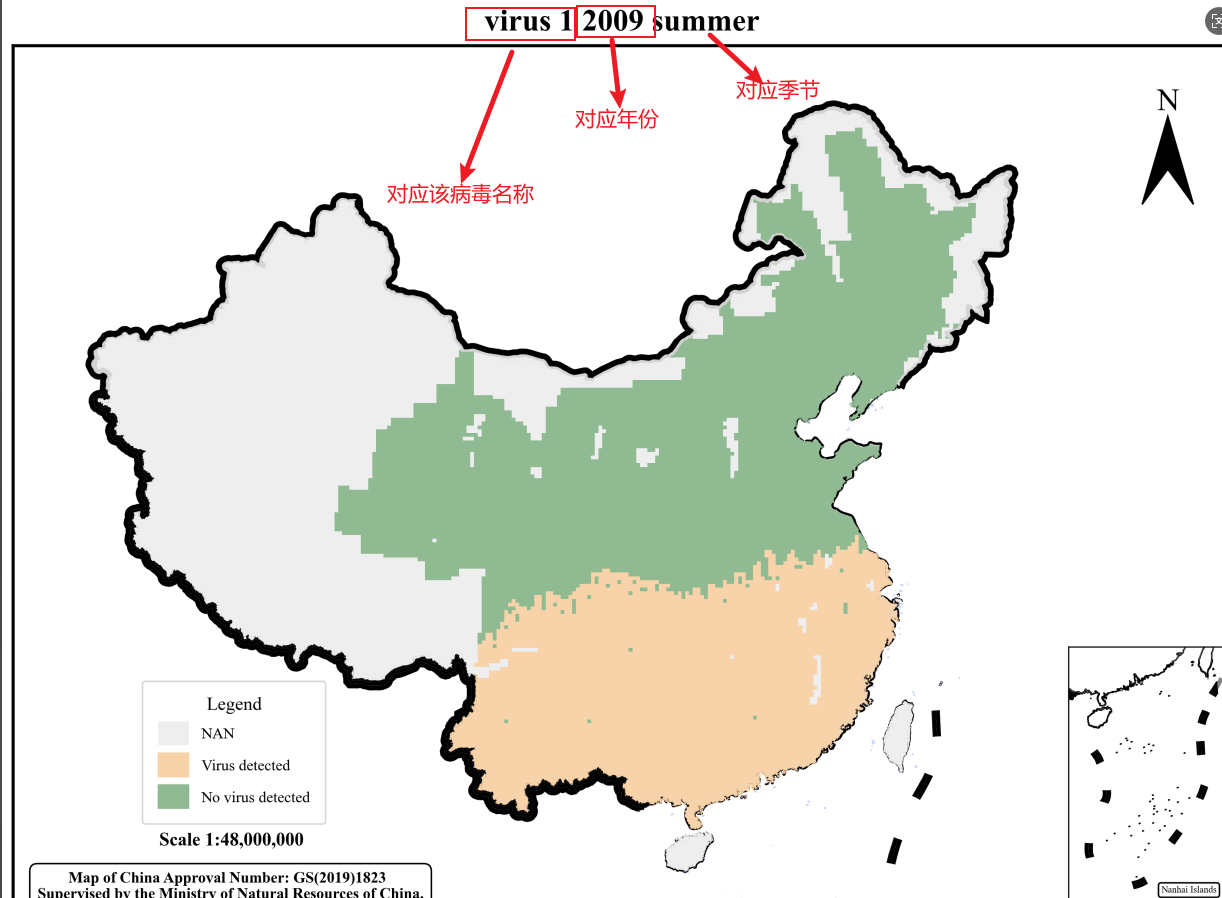 virus 1 2009 summer
对应季节
对应年份
对应该病毒名称
N
Legend
NAN
Virus detected
No virus detected
Scale 1:48,000,000
Map of China Approval Number: GS(2019)1823
Supervised by the Ministry of Natural Resources of China.
Nanhai Islands